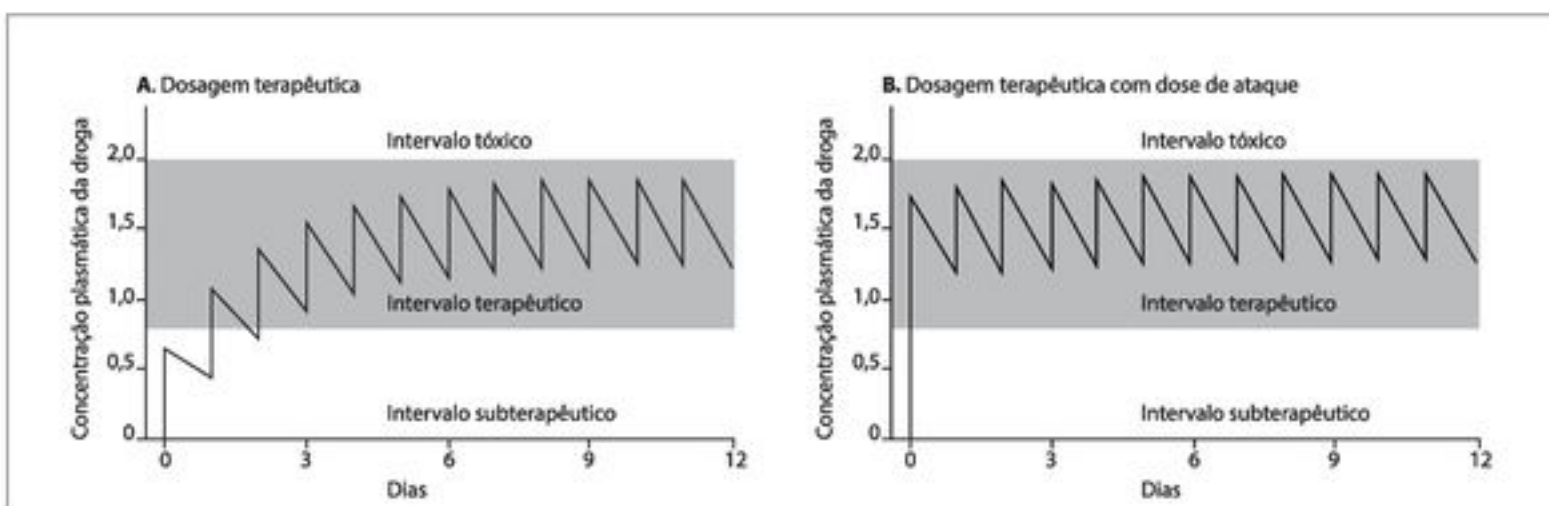 A. Dosagem terapêutica
Concentração plasmática da droga
2,0
1,5
1,0
0,5
0
Intervalo tóxico
Intervalo terapêutico
Intervalo subterapêutico
0 3 6 9 12
Dias
B. Dosagem terapêutica com dose de ataque
Concentração plasmática da droga
2,0
1,5
1,0
0,5
0
Intervalo tóxico
Intervalo terapêutico
Intervalo subterapêutico
0 3 6 9 12
Dias